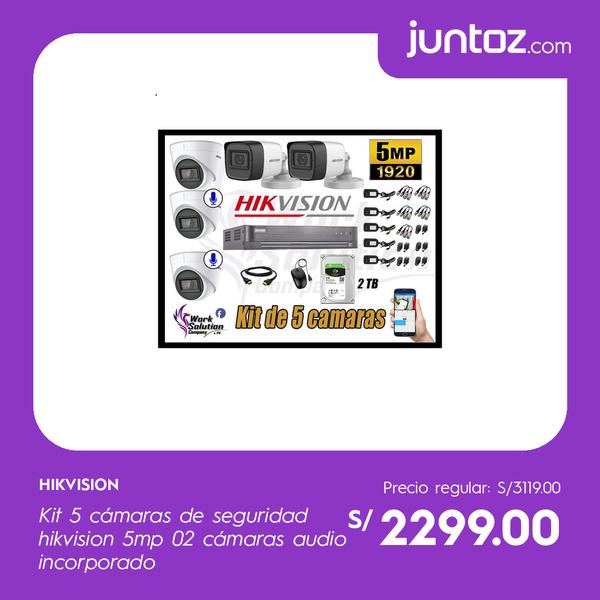 juntoz.com
5MP
1920
HIKVISION
2 TB
Work
Solution
Company
Kit de 5 camaras
HIKVISION
Precio regular: S/3119.00
Kit 5 cámaras de seguridad
hikvision 5mp 02 cámaras audio
incorporado
S/ 2299.00